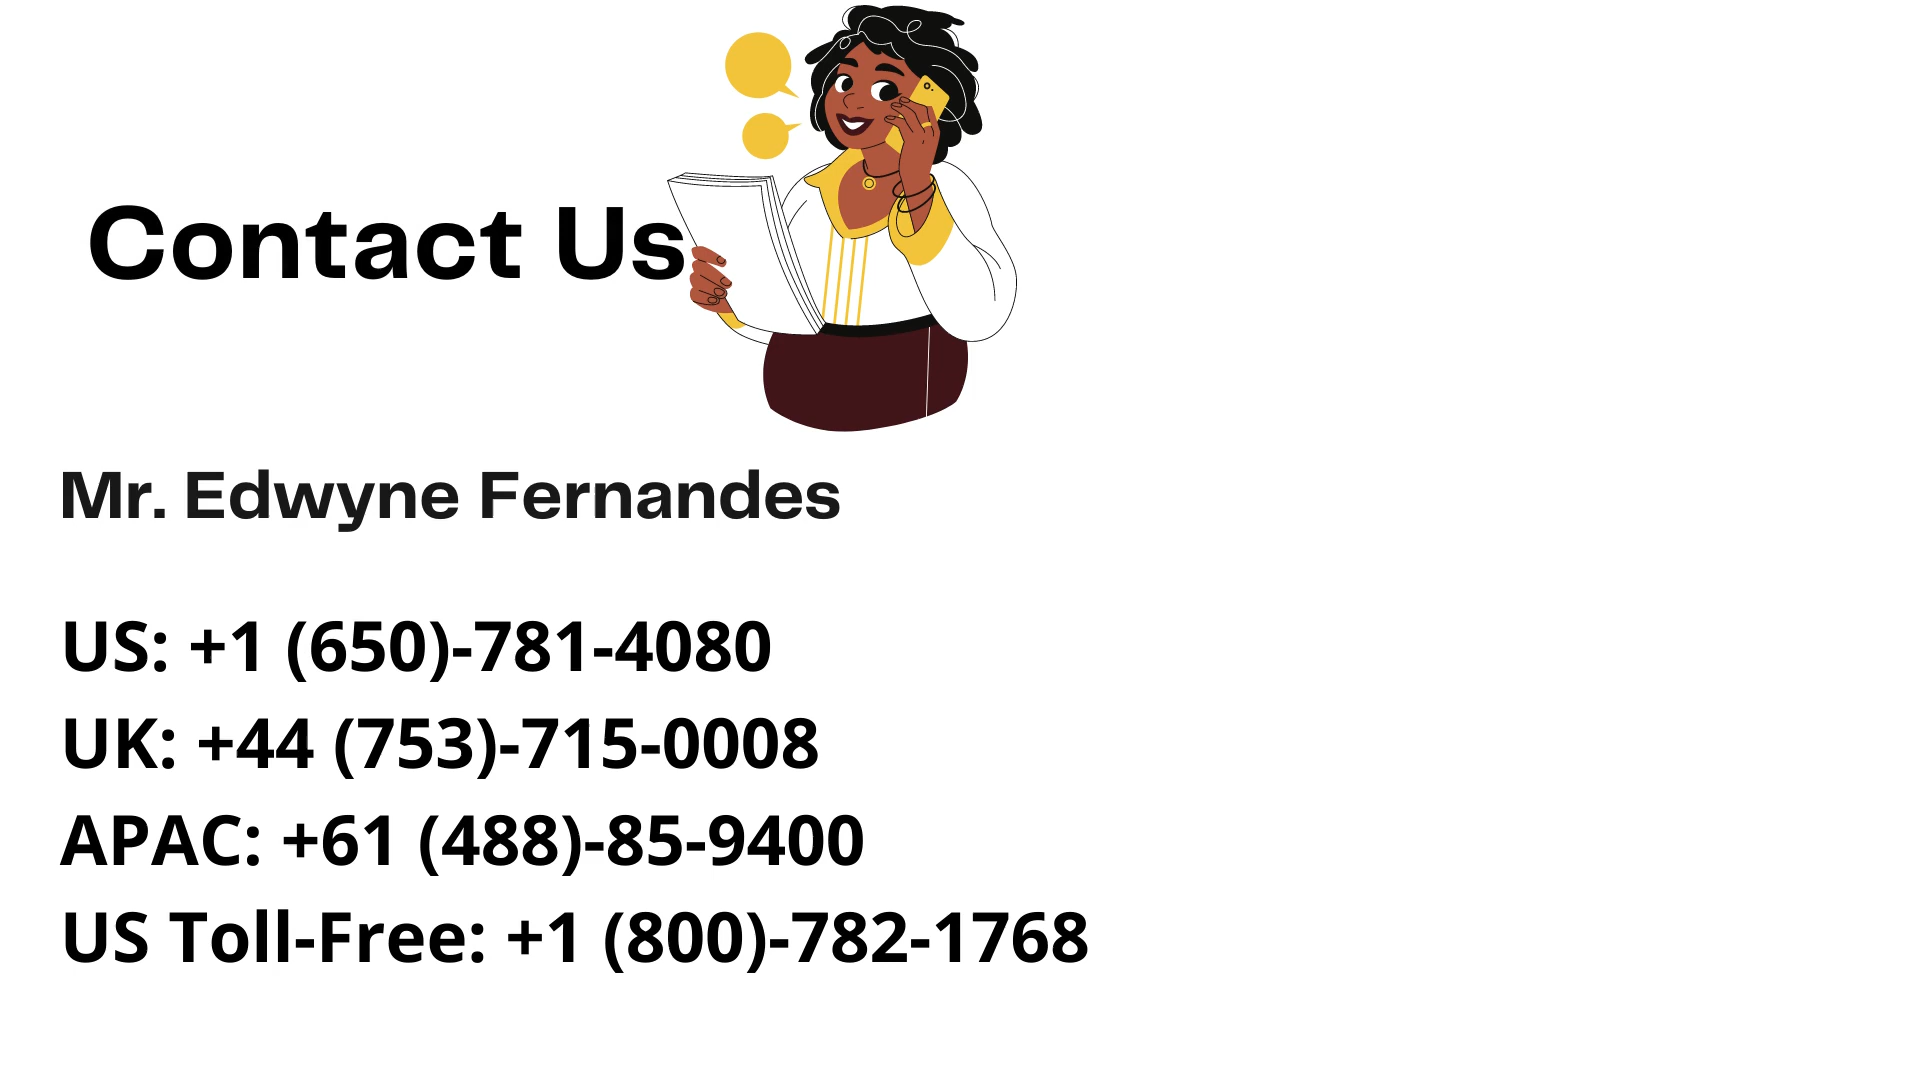 Contact Us
Mr. Edwyne Fernandes
US: +1 (650)-781-4080
UK: +44 (753)-715-0008
APAC: +61 (488)-85-9400
US Toll-Free: +1 (800)-782-1768